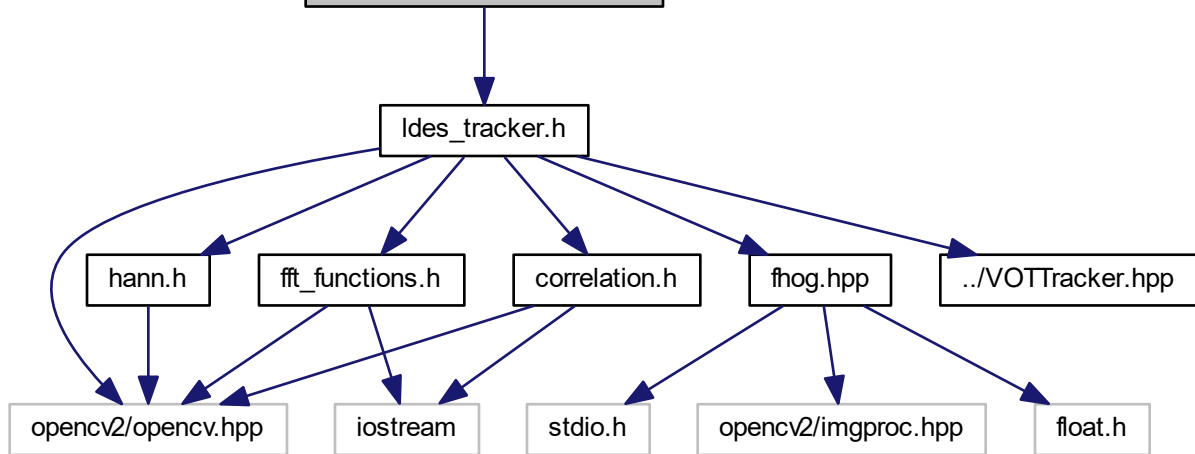 ldes_tracker.h
hann.h
fft_functions.h
correlation.h
fhog.hpp
../VOTTracker.hpp
opencv2/opencv.hpp
iostream
stdio.h
opencv2/imgproc.hpp
float.h